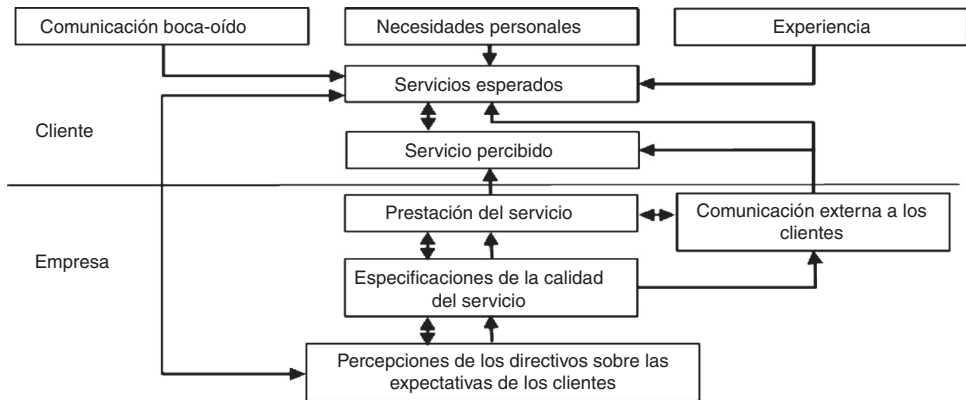 Comunicación boca-oído
Necesidades personales
Experiencia
Servicios esperados
Cliente
Servicio percibido
Prestación del servicio
Comunicación externa a los
clientes
Empresa
Especificaciones de la calidad
del servicio
Percepciones de los directivos sobre las
expectativas de los clientes